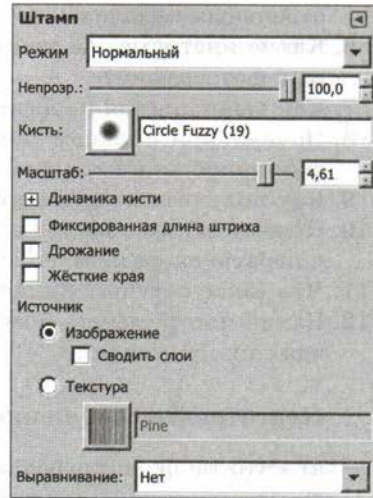 Штамп
Режим Нормальный
Непрозр.: 100,0
Кисть: Circle Fuzzy (19)
Масштаб: 4,61
Динамика кисти
Фиксированная длина штриха
Дрожание
Жёсткие края
Источник
Изображение
Сводить слои
Текстура
Pine
Выравнивание: Нет